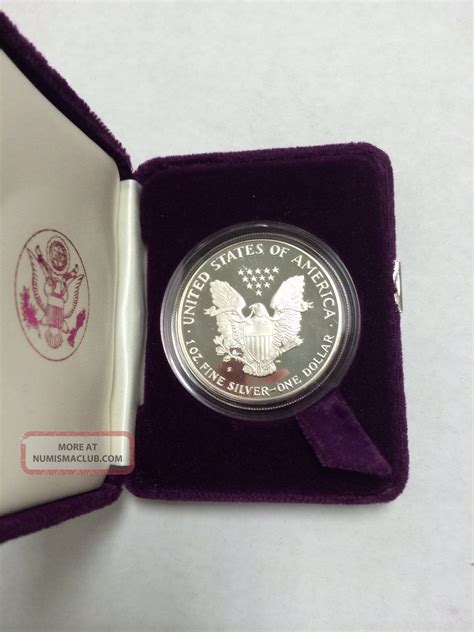 UNITED STATES OF AMERICA
S
1 OZ. FINE SILVER~ONE DOLLAR
MORE AT
NUMISMACLUB.COM